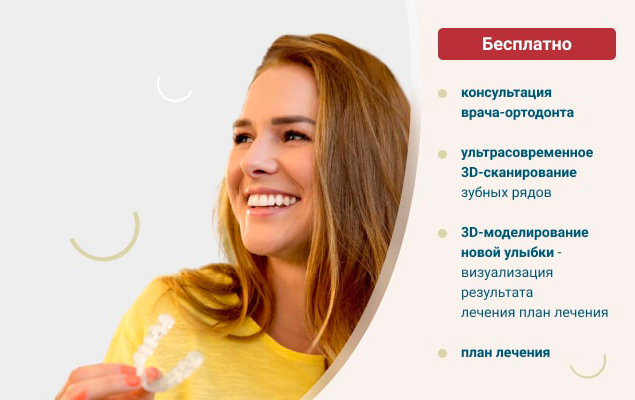 Бесплатно
консультация
врача-ортодонта
ультрасовременное
3D-сканирование
зубных рядов
3D-моделирование
новой улыбки -
визуализация
результата
лечения план лечения
план лечения